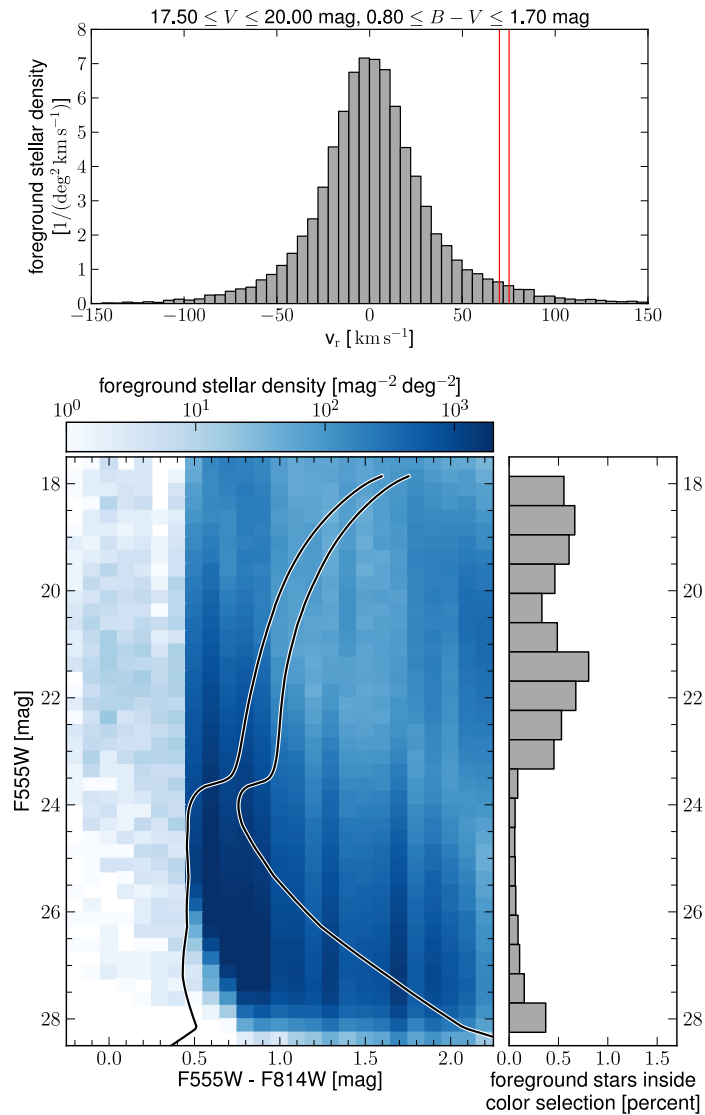 17.50 ≤ V ≤ 20.00 mag, 0.80 ≤ B − V ≤ 1.70 mag
foreground stellar density
[1/(deg² km s⁻¹)]
8
7
6
5
4
3
2
1
0
−150 −100 −50 0 50 100 150
vᵣ [km s⁻¹]
foreground stellar density [mag⁻² deg⁻²]
10⁰ 10¹ 10² 10³
F555W [mag]
18 18
20 20
22 22
24 24
26 26
28 28
0.0 0.5 1.0 1.5 2.0 0.0 0.5 1.0 1.5
F555W - F814W [mag]
foreground stars inside
color selection [percent]